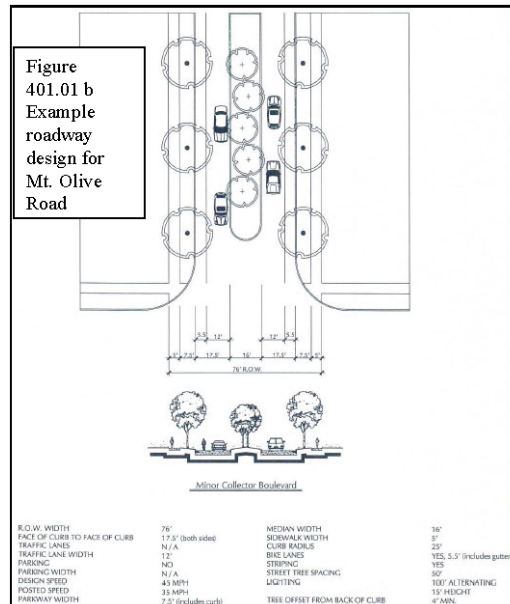 Figure
401.01 b
Example
roadway
design for
Mt. Olive
Road
5.5' 12' 12' 5.5'
5' 7.5' 17.5' 16' 17.5' 7.5' 5'
76' R.O.W.
Minor Collector Boulevard
R.O.W. WIDTH 76'
FACE OF CURB TO FACE OF CURB 17.5' (both sides)
TRAFFIC LANES N/A
TRAFFIC LANE WIDTH 12'
PARKING NO
PARKING WIDTH N/A
DESIGN SPEED 45 MPH
POSTED SPEED 35 MPH
PARKWAY WIDTH 7.5' (includes curb)
MEDIAN WIDTH 16'
SIDEWALK WIDTH 5'
CURB RADIUS 25'
BIKE LANES YES, 5.5' (includes gutter
STRIPING YES
STREET TREE SPACING 50'
LIGHTING 100' ALTERNATING
15' HEIGHT
TREE OFFSET FROM BACK OF CURB 4' MIN.